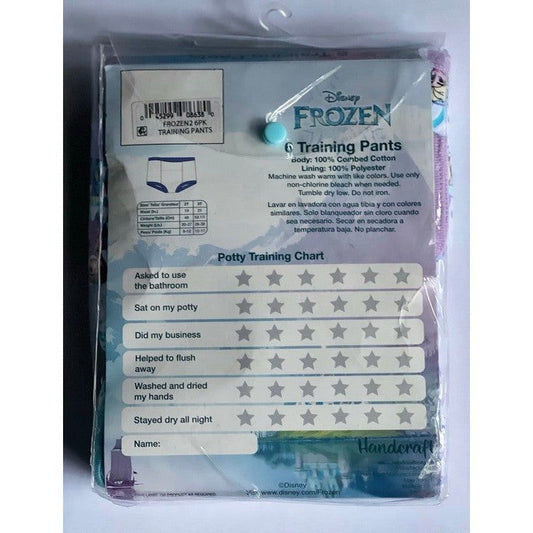 0 45299 08638 0
FROZEN2 6PK
TRAINING PANTS
Disney
FROZEN
6 Training Pants
Body: 100% Combed Cotton
Lining: 100% Polyester
Machine wash warm with like colors. Use only
non-chlorine bleach when needed.
Tumble dry low. Do not iron.
Lavar en lavadora con agua tibia y con colores
similares. Solo blanqueador sin cloro cuando
sea necesario. Secar en secadora a
temperatura baja. No planchar.
Potty Training Chart
Asked to use
the bathroom
Sat on my potty
Did my business
Helped to flush
away
Washed and dried
my hands
Stayed dry all night
Name:
Handcraft
©Disney
www.disney.com/Frozen